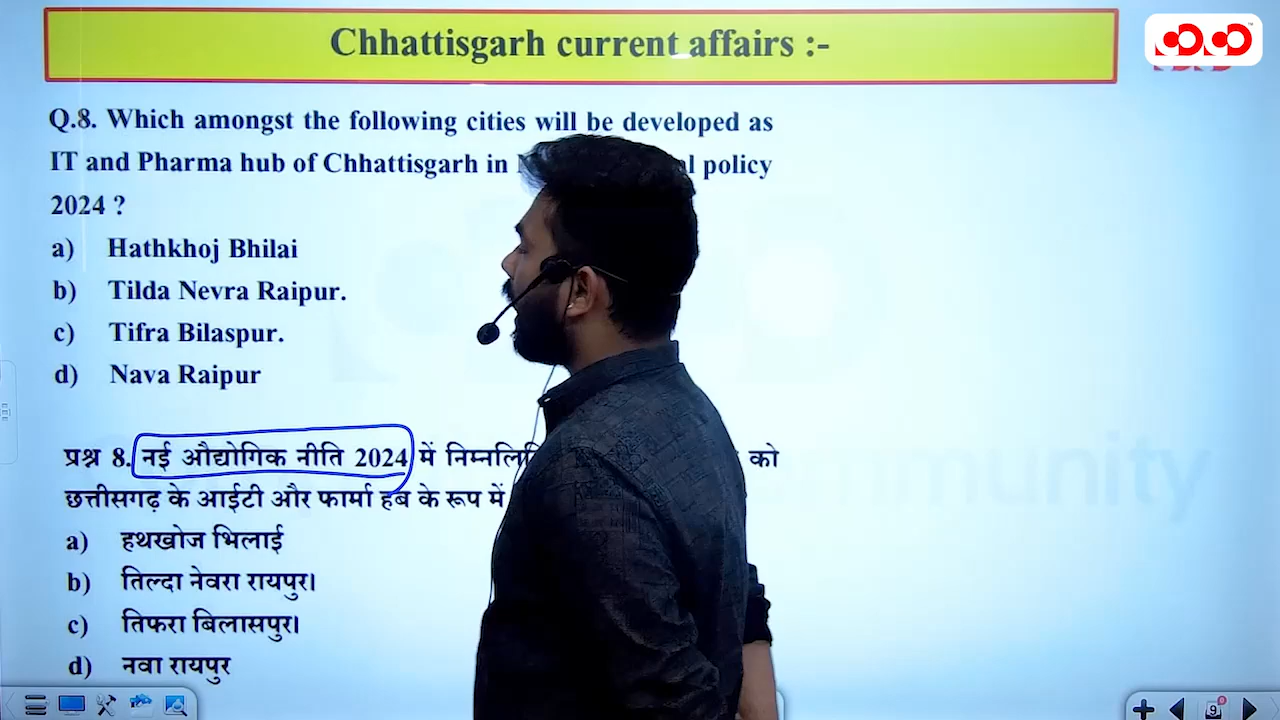 Chhattisgarh current affairs :-
Q.8. Which amongst the following cities will be developed as
IT and Pharma hub of Chhattisgarh in policy
2024 ?
a) Hathkhoj Bhilai
b) Tilda Nevra Raipur.
c) Tifra Bilaspur.
d) Nava Raipur
प्रश्न 8. नई औद्योगिक नीति 2024 में को
छत्तीसगढ़ के आईटी और फार्मा हब के रूप में
a) हथखोज भिलाई
b) तिल्दा नेवरा रायपुर।
c) तिफरा बिलासपुर।
d) नवा रायपुर
9